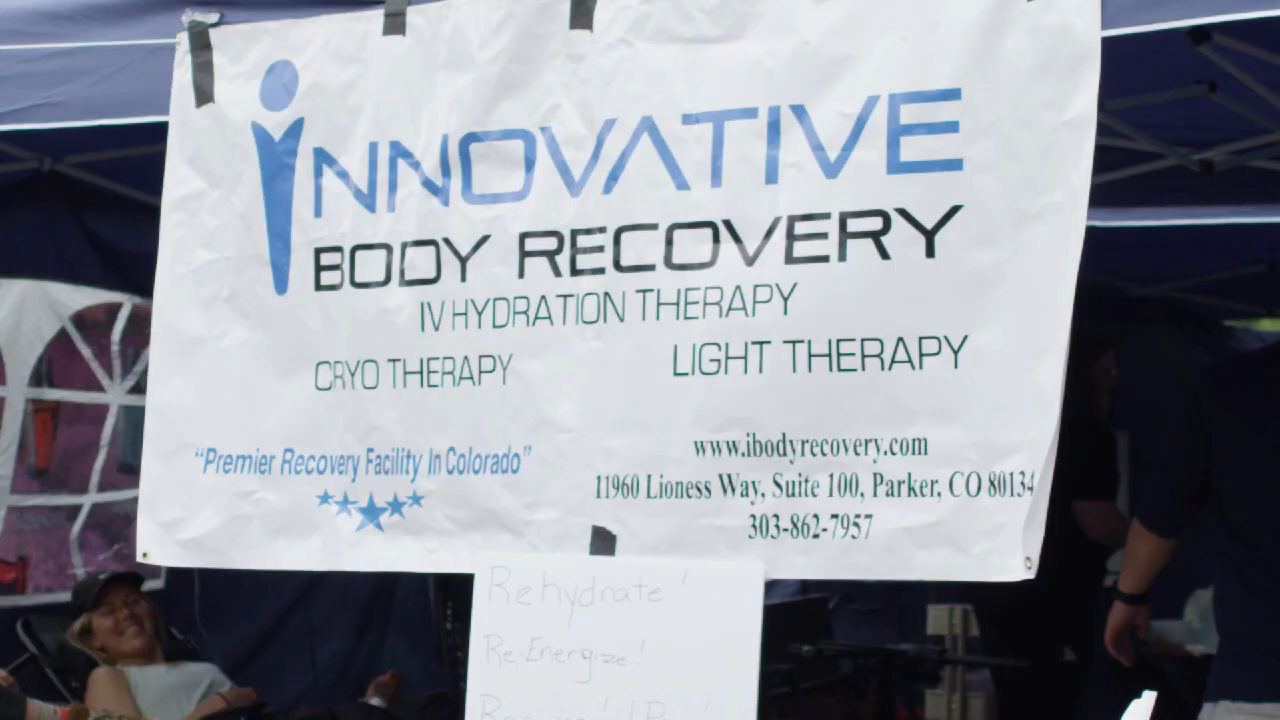 iNNOVATIVE
BODY RECOVERY
IV HYDRATION THERAPY
CRYO THERAPY
LIGHT THERAPY
"Premier Recovery Facility In Colorado"
www.ibodyrecovery.com
11960 Lioness Way, Suite 100, Parker, CO 80134
303-862-7957
Rehydrate!
Re-Energize!